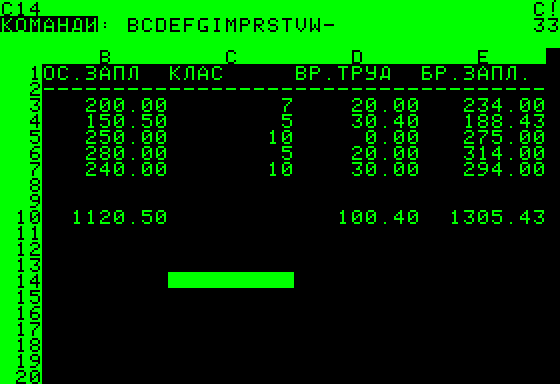 C14 C!
КОМАНДИ: BCDEFGIMPRSTVW- 33
B C D E
1 ОС.ЗАПЛ КЛАС ВР.ТРУД БР.ЗАПЛ.
2 ------------------------------------
3 200.00 7 20.00 234.00
4 150.50 5 30.40 188.43
5 250.00 10 0.00 275.00
6 280.00 5 20.00 314.00
7 240.00 10 30.00 294.00
8
9
10 1120.50 100.40 1305.43
11
12
13
14
15
16
17
18
19
20